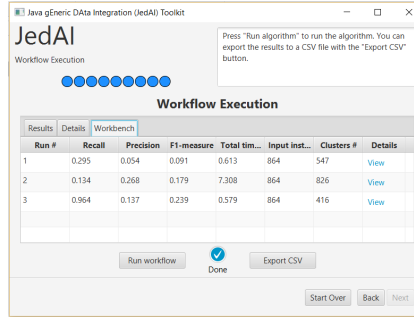 Java gEneric DAta Integration (JedAI) Toolkit
JedAI
Workflow Execution
Press "Run algorithm" to run the algorithm. You can
export the results to a CSV file with the "Export CSV"
button.
Workflow Execution
Results Details Workbench
Run # Recall Precision F1-measure Total tim... Input inst... Clusters # Details
1 0.295 0.054 0.091 0.613 864 547 View
2 0.134 0.268 0.179 7.308 864 826 View
3 0.964 0.137 0.239 0.579 864 416 View
Run workflow Done Export CSV
Start Over Back Next